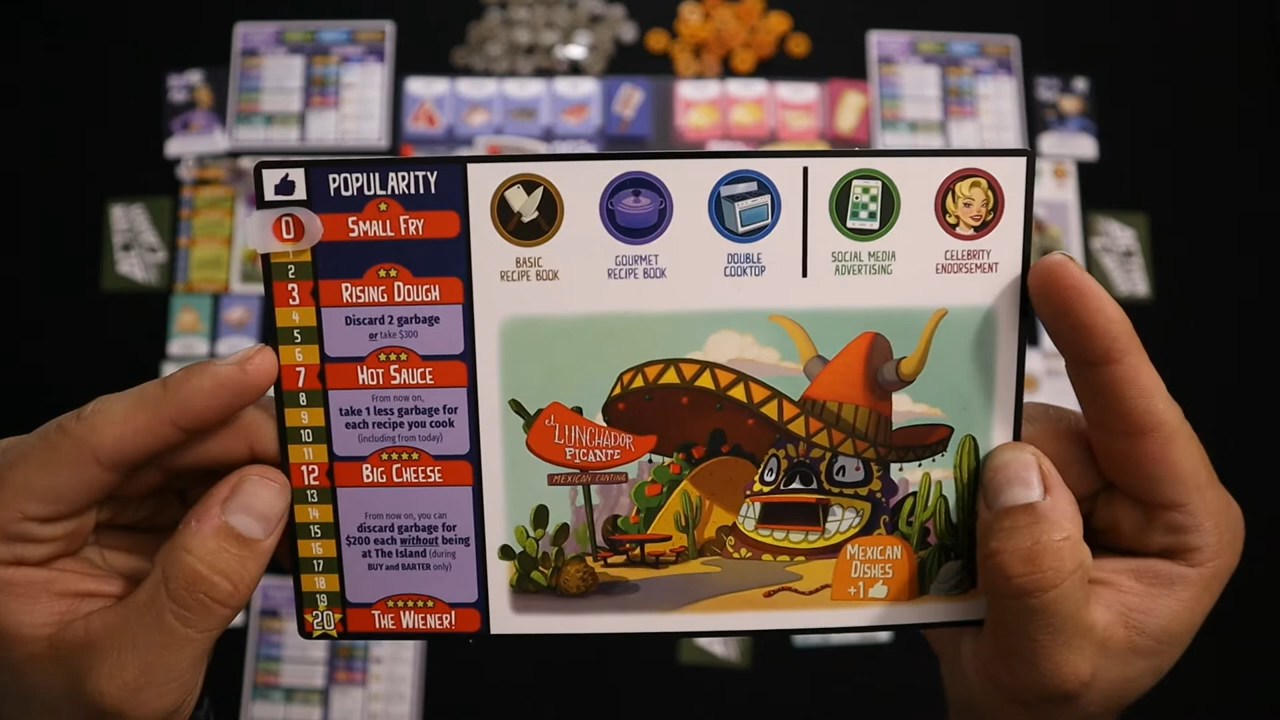 POPULARITY
0
SMALL FRY
1
2
3
RISING DOUGH
4
Discard 2 garbage
5
or take $300
6
7
HOT SAUCE
8
From now on,
9
take 1 less garbage for
each recipe you cook
10
(including from today)
11
12
BIG CHEESE
13
14
From now on, you can
15
discard garbage for
$200 each without being
16
at The Island (during
17
BUY and BARTER only)
18
19
20
THE WIENER!
BASIC
RECIPE BOOK
GOURMET
RECIPE BOOK
DOUBLE
COOKTOP
SOCIAL MEDIA
ADVERTISING
CELEBRITY
ENDORSEMENT
el
LUNCHADOR
PICANTE
MEXICAN CANTINA
MEXICAN
DISHES
+1